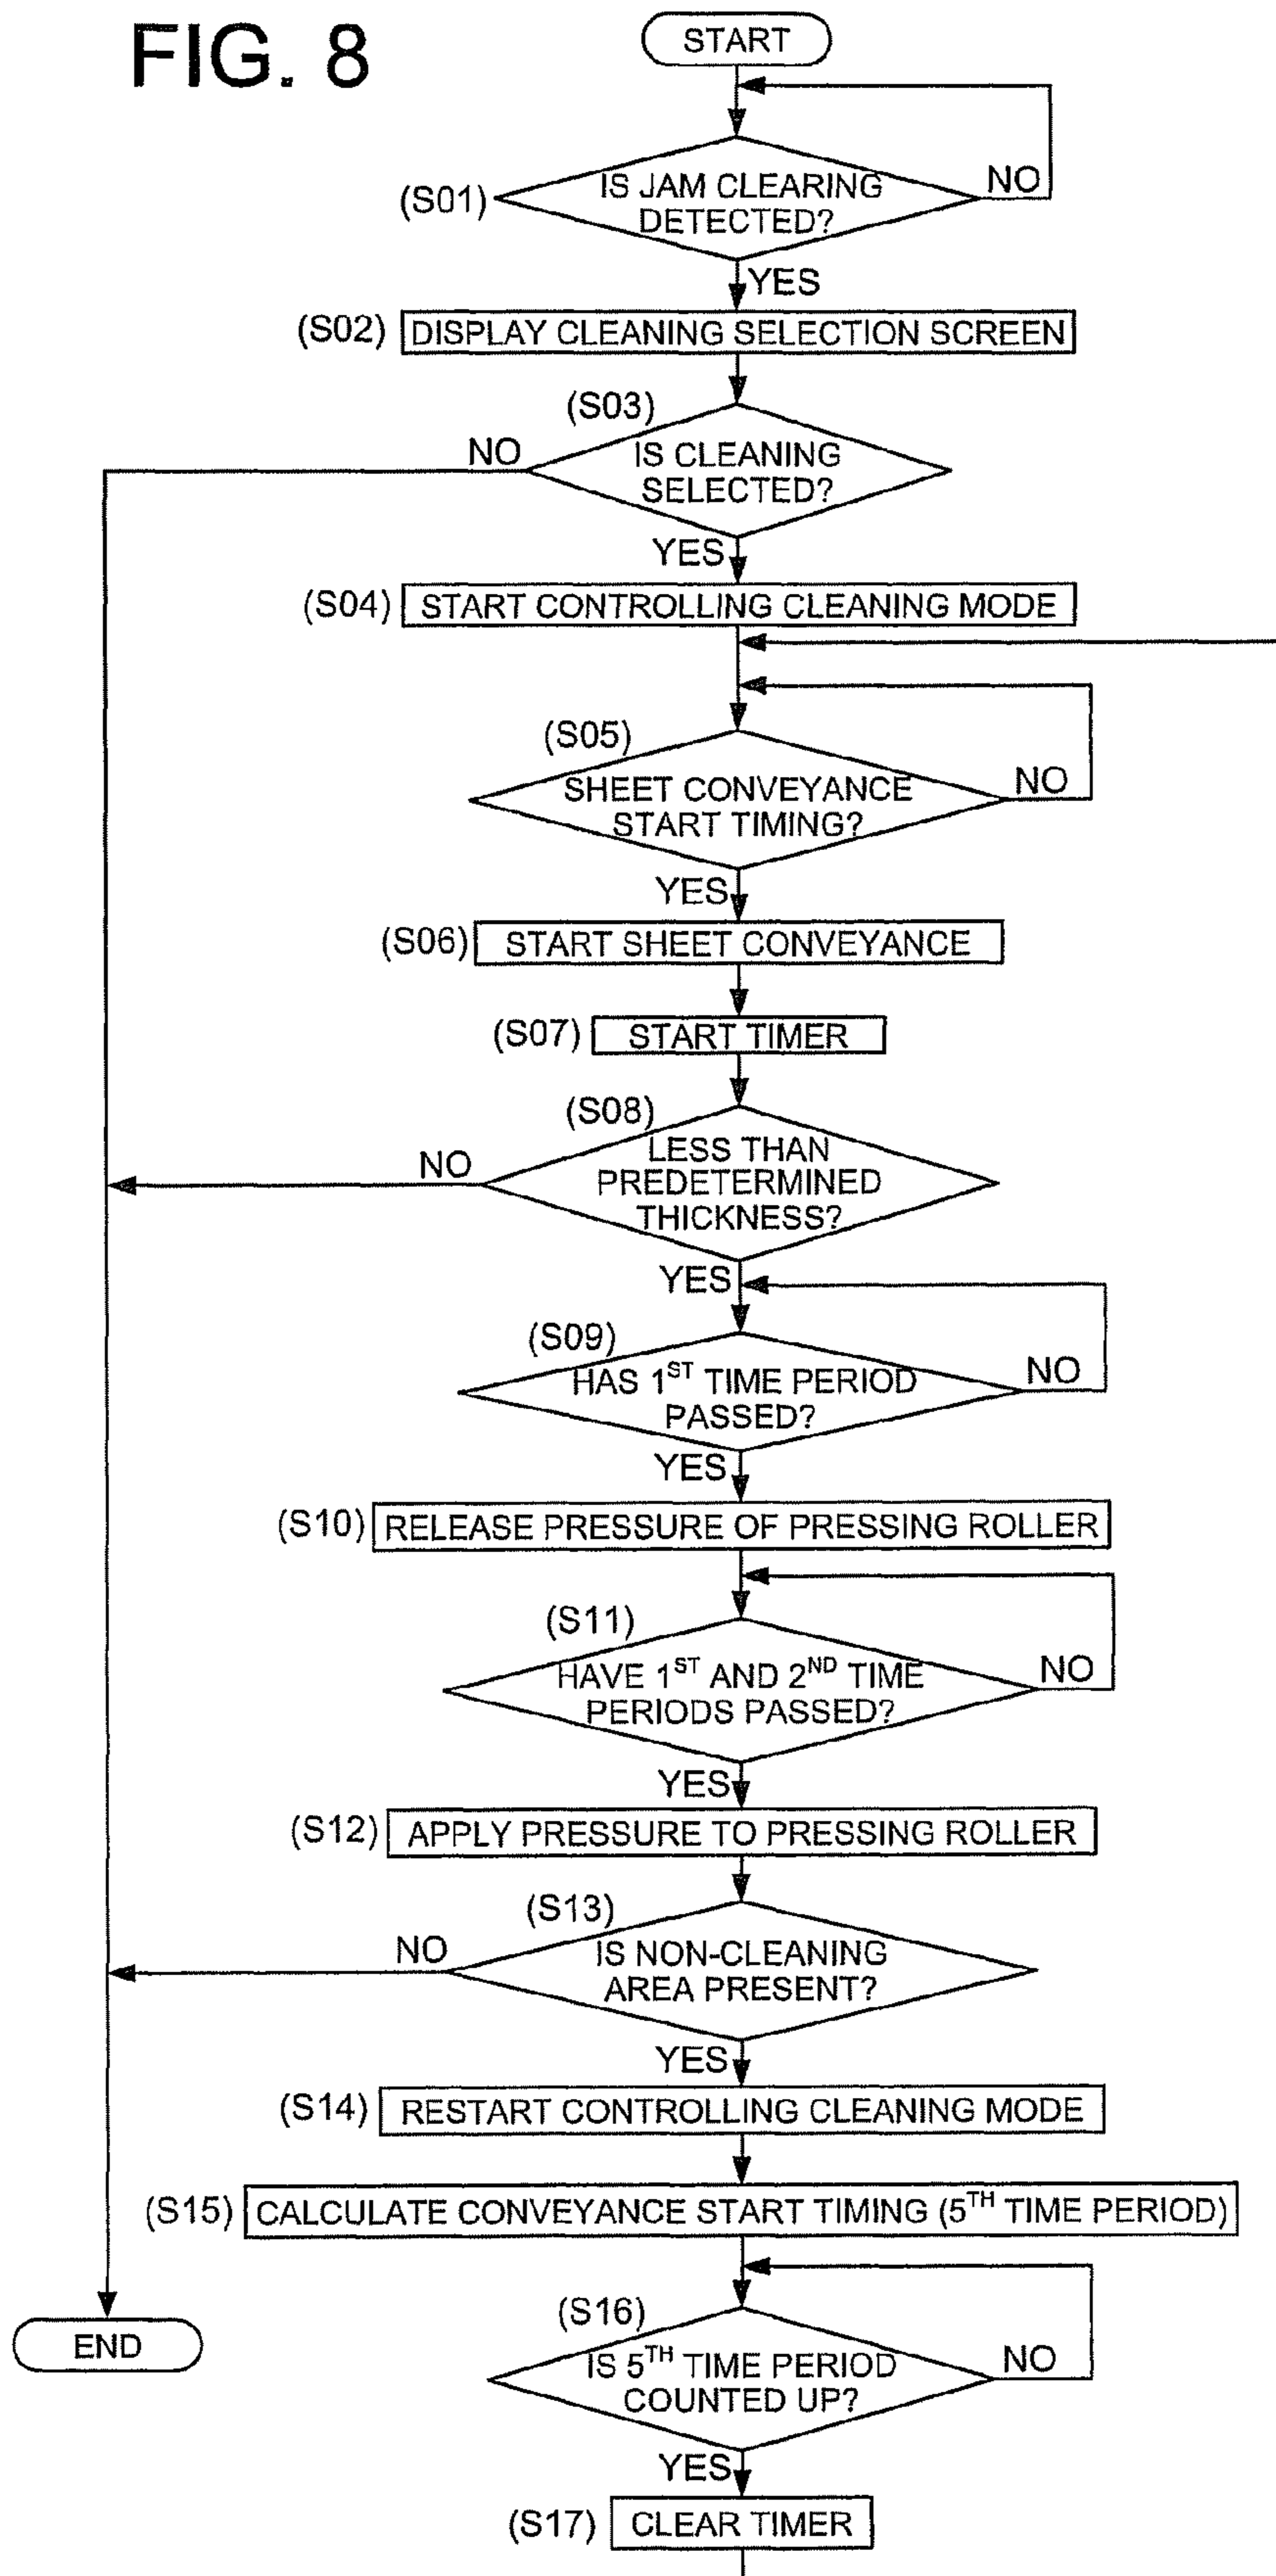 FIG. 8
START
(S01)
IS JAM CLEARING
DETECTED?
NO
YES
(S02)
DISPLAY CLEANING SELECTION SCREEN
(S03)
NO
IS CLEANING
SELECTED?
YES
(S04)
START CONTROLLING CLEANING MODE
(S05)
SHEET CONVEYANCE
START TIMING?
NO
YES
(S06)
START SHEET CONVEYANCE
(S07)
START TIMER
(S08)
NO
LESS THAN
PREDETERMINED
THICKNESS?
YES
(S09)
HAS 1ST TIME PERIOD
PASSED?
NO
YES
(S10)
RELEASE PRESSURE OF PRESSING ROLLER
(S11)
HAVE 1ST AND 2ND TIME
PERIODS PASSED?
NO
YES
(S12)
APPLY PRESSURE TO PRESSING ROLLER
(S13)
NO
IS NON-CLEANING
AREA PRESENT?
YES
(S14)
RESTART CONTROLLING CLEANING MODE
(S15)
CALCULATE CONVEYANCE START TIMING (5TH TIME PERIOD)
END
(S16)
IS 5TH TIME PERIOD
COUNTED UP?
NO
YES
(S17)
CLEAR TIMER